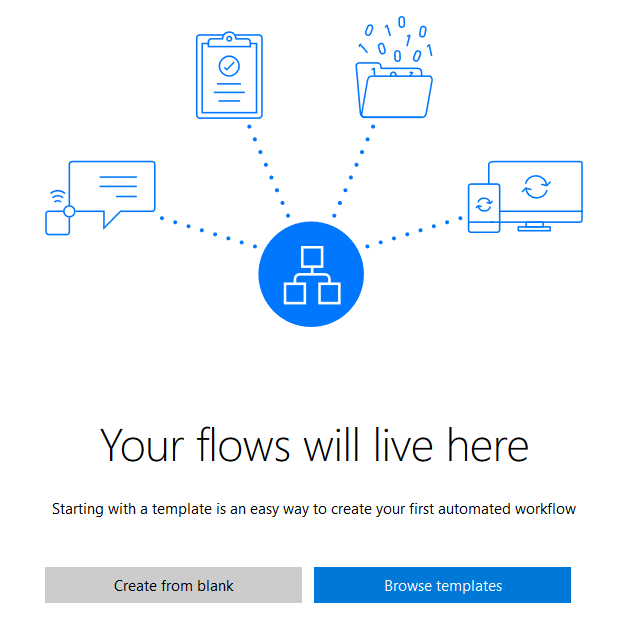 Your flows will live here
Starting with a template is an easy way to create your first automated workflow
Create from blank
Browse templates